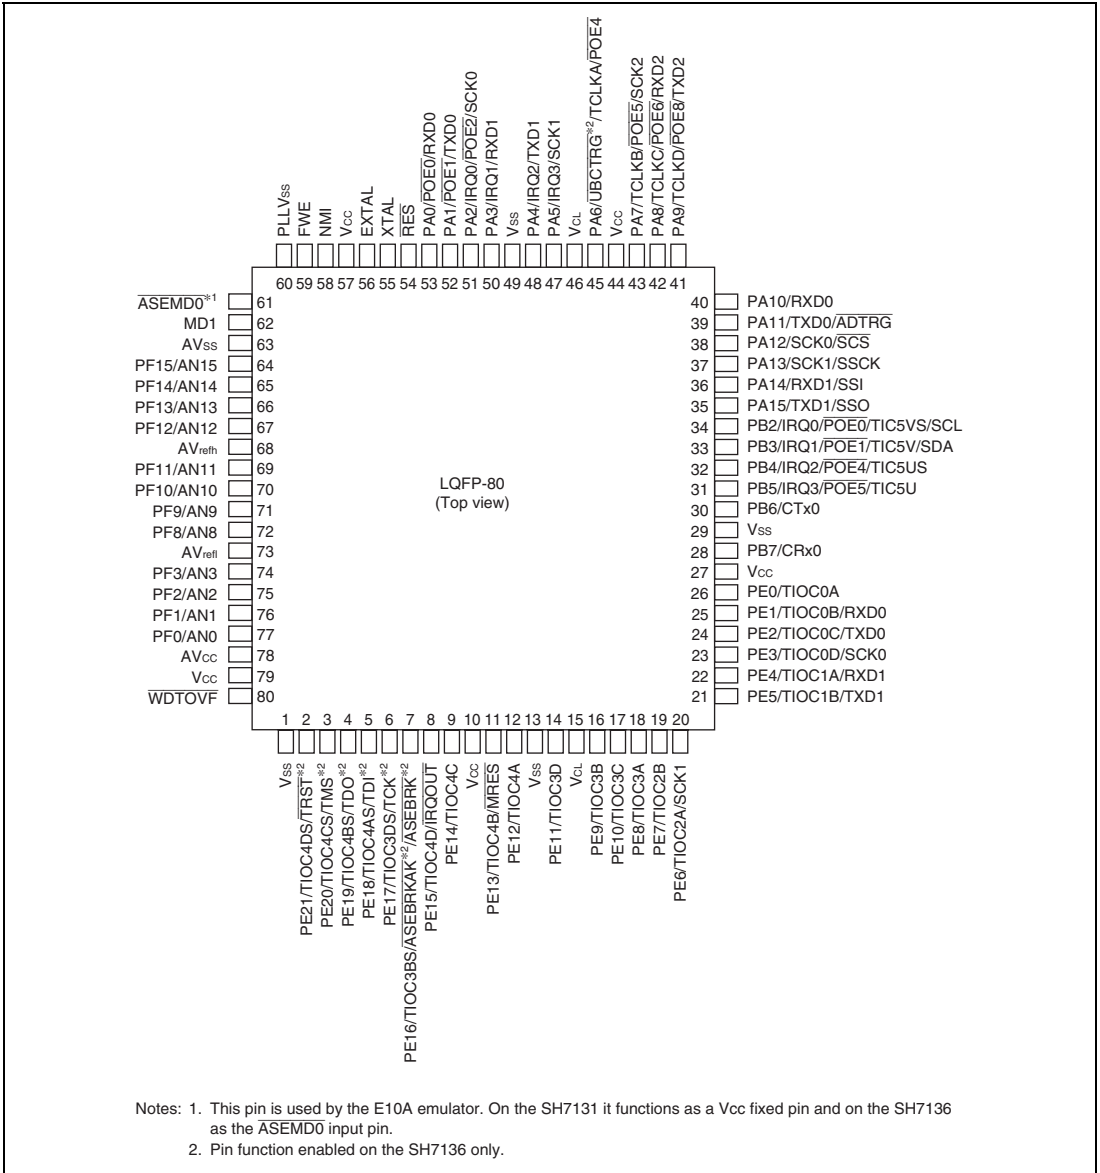 PLLVss
FWE
NMI
Vcc
EXTAL
XTAL
RES
PA0/POE0/RXD0
PA1/POE1/TXD0
PA2/IRQ0/POE2/SCK0
PA3/IRQ1/RXD1
Vss
PA4/IRQ2/TXD1
PA5/IRQ3/SCK1
VCL
PA6/UBCTRG*2/TCLKA/POE4
Vcc
PA7/TCLKB/POE5/SCK2
PA8/TCLKC/POE6/RXD2
PA9/TCLKD/POE8/TXD2
60 59 58 57 56 55 54 53 52 51 50 49 48 47 46 45 44 43 42 41
ASEMD0*1 61
MD1 62
AVss 63
PF15/AN15 64
PF14/AN14 65
PF13/AN13 66
PF12/AN12 67
AVrefh 68
PF11/AN11 69
PF10/AN10 70
PF9/AN9 71
PF8/AN8 72
AVrefl 73
PF3/AN3 74
PF2/AN2 75
PF1/AN1 76
PF0/AN0 77
AVcc 78
Vcc 79
WDTOVF 80
LQFP-80
(Top view)
40 PA10/RXD0
39 PA11/TXD0/ADTRG
38 PA12/SCK0/SCS
37 PA13/SCK1/SSCK
36 PA14/RXD1/SSI
35 PA15/TXD1/SSO
34 PB2/IRQ0/POE0/TIC5VS/SCL
33 PB3/IRQ1/POE1/TIC5V/SDA
32 PB4/IRQ2/POE4/TIC5US
31 PB5/IRQ3/POE5/TIC5U
30 PB6/CTx0
29 Vss
28 PB7/CRx0
27 Vcc
26 PE0/TIOC0A
25 PE1/TIOC0B/RXD0
24 PE2/TIOC0C/TXD0
23 PE3/TIOC0D/SCK0
22 PE4/TIOC1A/RXD1
21 PE5/TIOC1B/TXD1
1 2 3 4 5 6 7 8 9 10 11 12 13 14 15 16 17 18 19 20
Vss
PE21/TIOC4DS/TRST*2
PE20/TIOC4CS/TMS*2
PE19/TIOC4BS/TDO*2
PE18/TIOC4AS/TDI*2
PE17/TIOC3DS/TCK*2
PE16/TIOC3BS/ASEBRKAK*2/ASEBRK*2
PE15/TIOC4D/IRQOUT
PE14/TIOC4C
Vcc
PE13/TIOC4B/MRES
PE12/TIOC4A
Vss
PE11/TIOC3D
VCL
PE9/TIOC3B
PE10/TIOC3C
PE8/TIOC3A
PE7/TIOC2B
PE6/TIOC2A/SCK1
Notes: 1. This pin is used by the E10A emulator. On the SH7131 it functions as a Vcc fixed pin and on the SH7136
as the ASEMD0 input pin.
2. Pin function enabled on the SH7136 only.